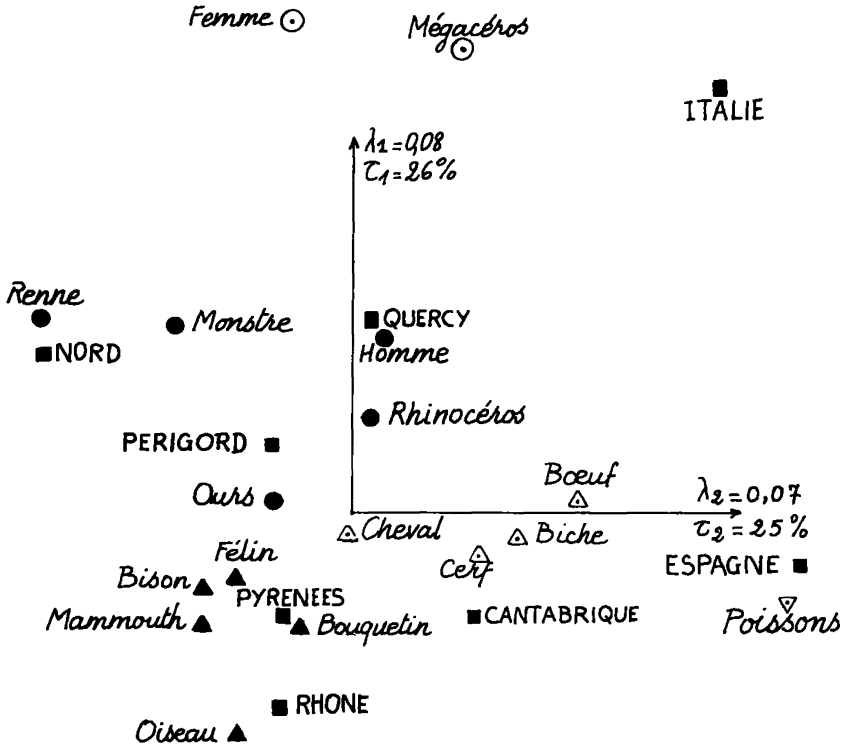 Femme
Mégacéros
ITALIE
λ1=0,08
τ1=26%
Renne
Monstre
QUERCY
Homme
NORD
Rhinocéros
PERIGORD
Bœuf
Ours
λ2=0,07
Cheval
Biche
τ2=25%
Félin
Cerf
ESPAGNE
Bison
PYRENEES
Mammouth
Bouquetin
CANTABRIQUE
Poissons
RHONE
Oiseau